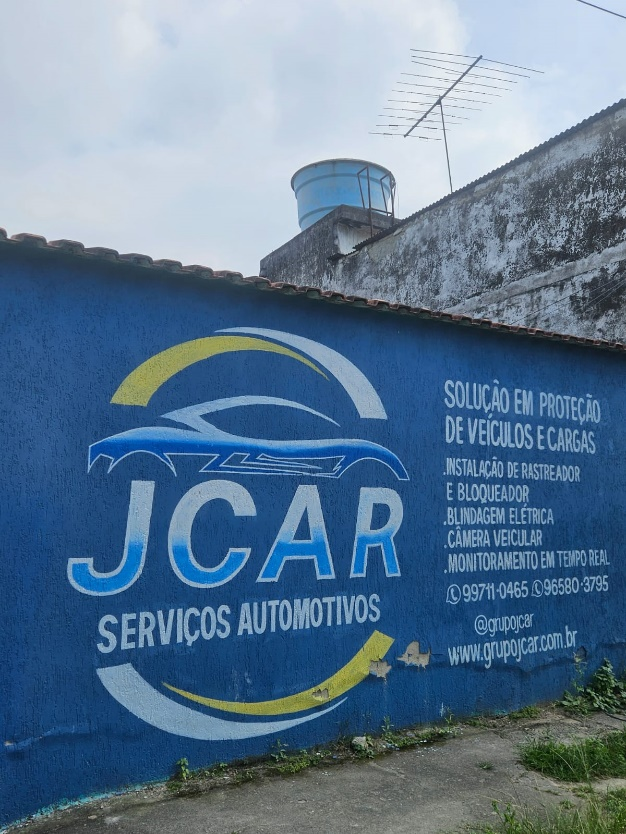 JCAR
SERVIÇOS AUTOMOTIVOS
SOLUÇÃO EM PROTEÇÃO
DE VEÍCULOS E CARGAS
.INSTALAÇÃO DE RASTREADOR
E BLOQUEADOR
.BLINDAGEM ELÉTRICA
.CÂMERA VEICULAR
.MONITORAMENTO EM TEMPO REAL
99711-0465 96580-3795
@grupojcar
www.grupojcar.com.br